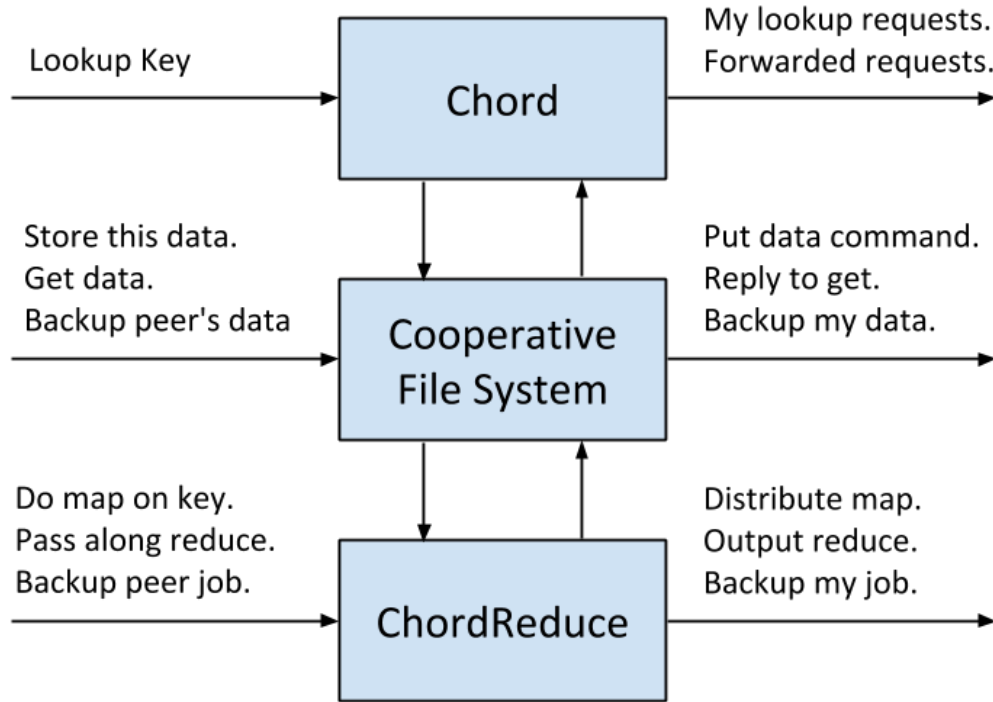 Lookup Key
Chord
My lookup requests.
Forwarded requests.
Store this data.
Get data.
Backup peer's data
Cooperative
File System
Put data command.
Reply to get.
Backup my data.
Do map on key.
Pass along reduce.
Backup peer job.
ChordReduce
Distribute map.
Output reduce.
Backup my job.